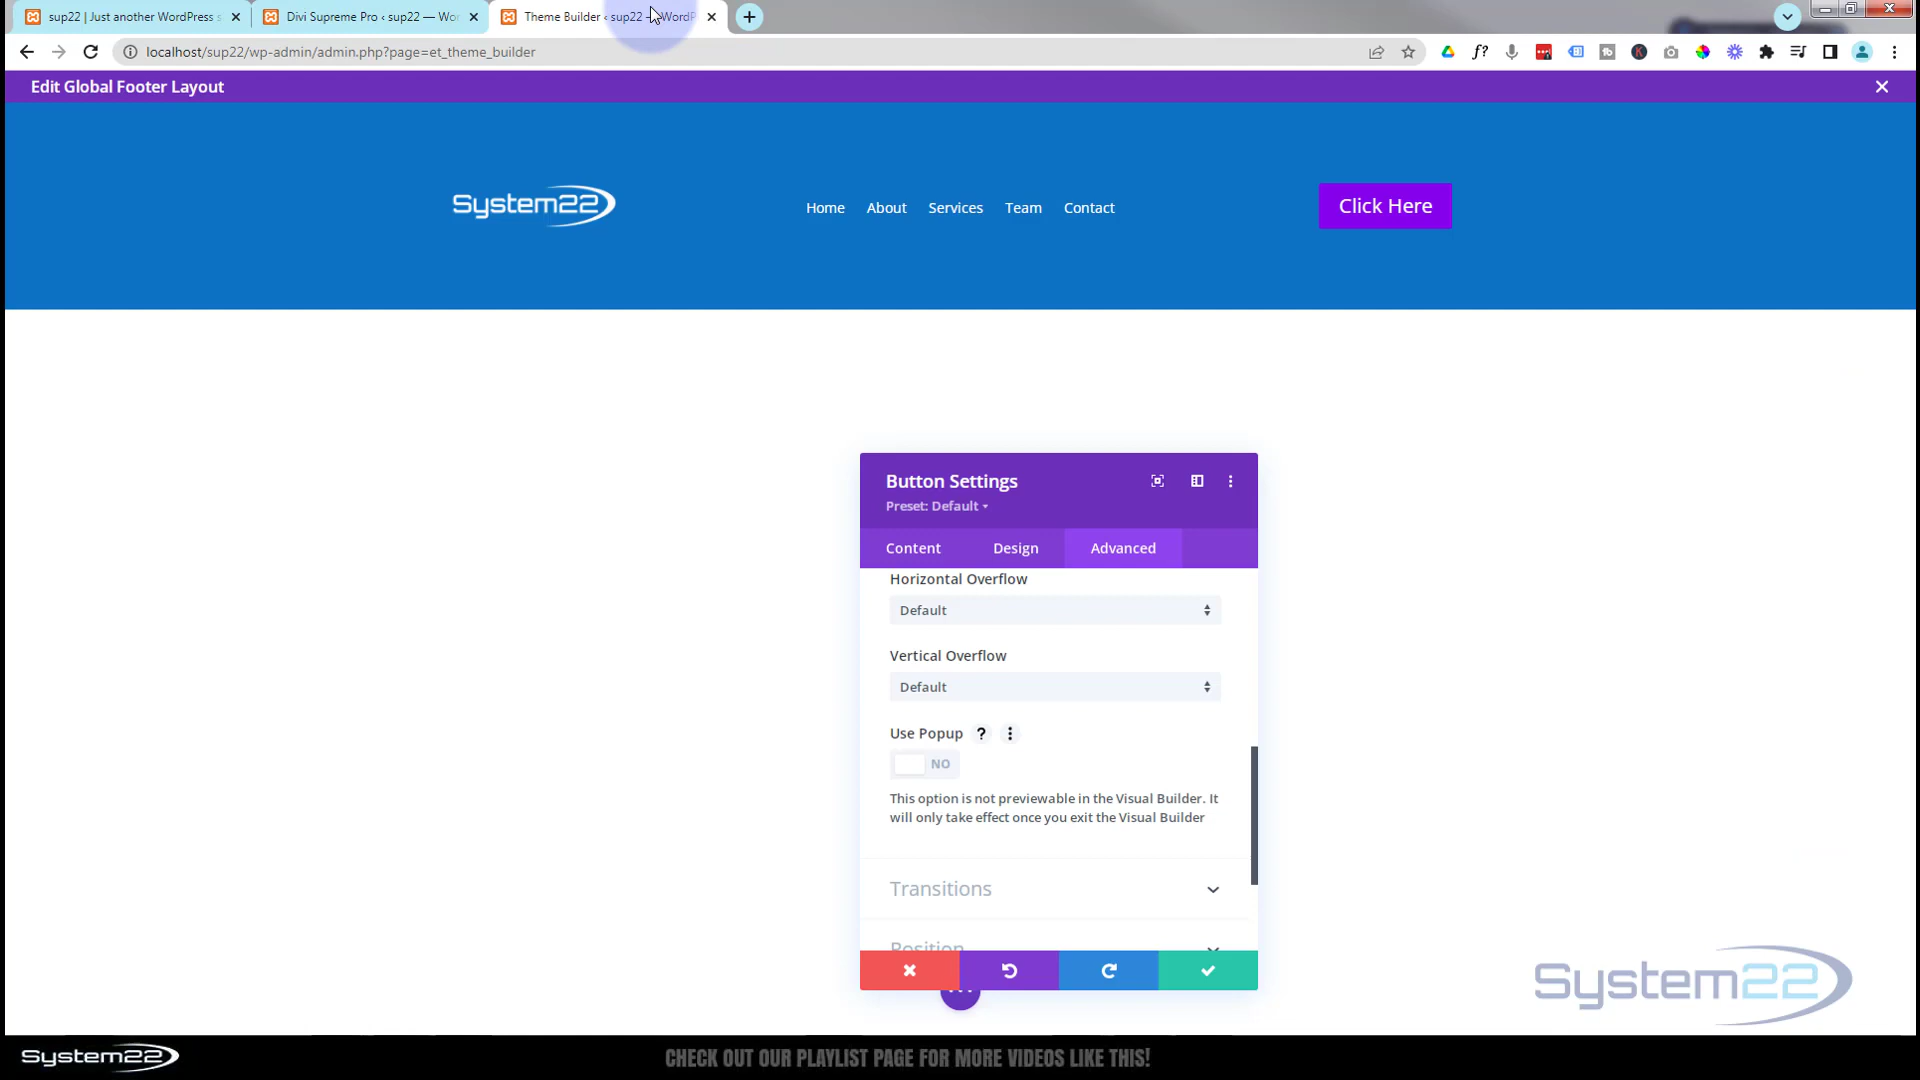 sup22 | Just another WordPress s
Divi Supreme Pro ‹ sup22 — Wor
Theme Builder ‹ sup22 — WordP
localhost/sup22/wp-admin/admin.php?page=et_theme_builder
Edit Global Footer Layout
System22
Home About Services Team Contact
Click Here
Button Settings
Preset: Default
Content Design Advanced
Horizontal Overflow
Default
Vertical Overflow
Default
Use Popup ?
NO
This option is not previewable in the Visual Builder. It
will only take effect once you exit the Visual Builder
Transitions
Position
System22
System22
CHECK OUT OUR PLAYLIST PAGE FOR MORE VIDEOS LIKE THIS!